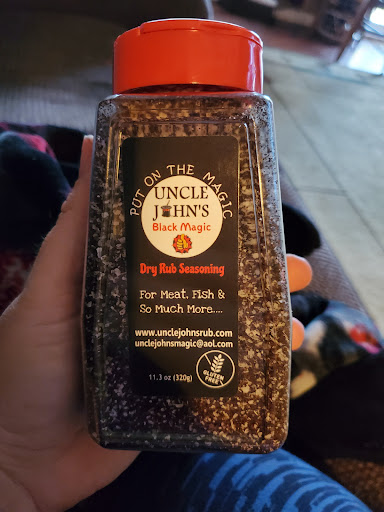 PUT ON THE MAGIC
UNCLE
JOHN'S
Black Magic
Dry Rub Seasoning
For Meat, Fish &
So Much More....
www.unclejohnsrub.com
unclejohnsmagic@aol.com
11.3 oz (320g)
GLUTEN
FREE